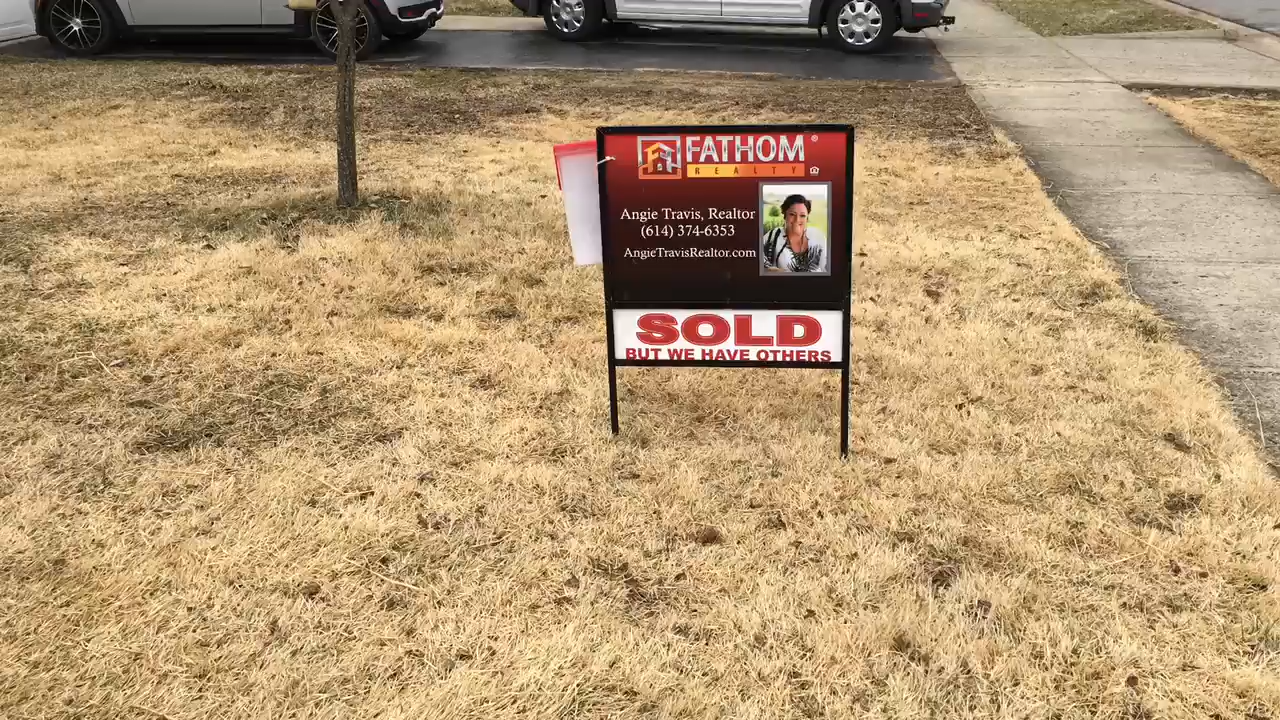 FATHOM®
REALTY
Angie Travis, Realtor
(614) 374-6353
AngieTravisRealtor.com
SOLD
BUT WE HAVE OTHERS